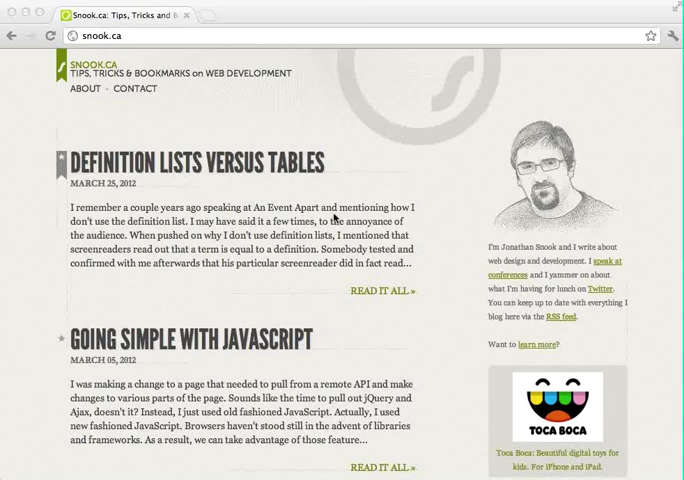 Snook.ca: Tips, Tricks and B
snook.ca
SNOOK.CA
TIPS, TRICKS & BOOKMARKS on WEB DEVELOPMENT
ABOUT · CONTACT
DEFINITION LISTS VERSUS TABLES
MARCH 25, 2012
I remember a couple years ago speaking at An Event Apart and mentioning how I
don't use the definition list. I may have said it a few times, to the annoyance of
the audience. When pushed on why I don't use definition lists, I mentioned that
screenreaders read out that a term is equal to a definition. Somebody tested and
confirmed with me afterwards that his particular screenreader did in fact read...
READ IT ALL »
GOING SIMPLE WITH JAVASCRIPT
MARCH 05, 2012
I was making a change to a page that needed to pull from a remote API and make
changes to various parts of the page. Sounds like the time to pull out jQuery and
Ajax, doesn't it? Instead, I just used old fashioned JavaScript. Actually, I used
new fashioned JavaScript. Browsers haven't stood still in the advent of libraries
and frameworks. As a result, we can take advantage of those feature...
READ IT ALL »
I'm Jonathan Snook and I write about
web design and development. I speak at
conferences and I yammer on about
what I'm having for lunch on Twitter.
You can keep up to date with everything I
blog here via the RSS feed.
Want to learn more?
TOCA BOCA
Toca Boca: Beautiful digital toys for
kids. For iPhone and iPad.